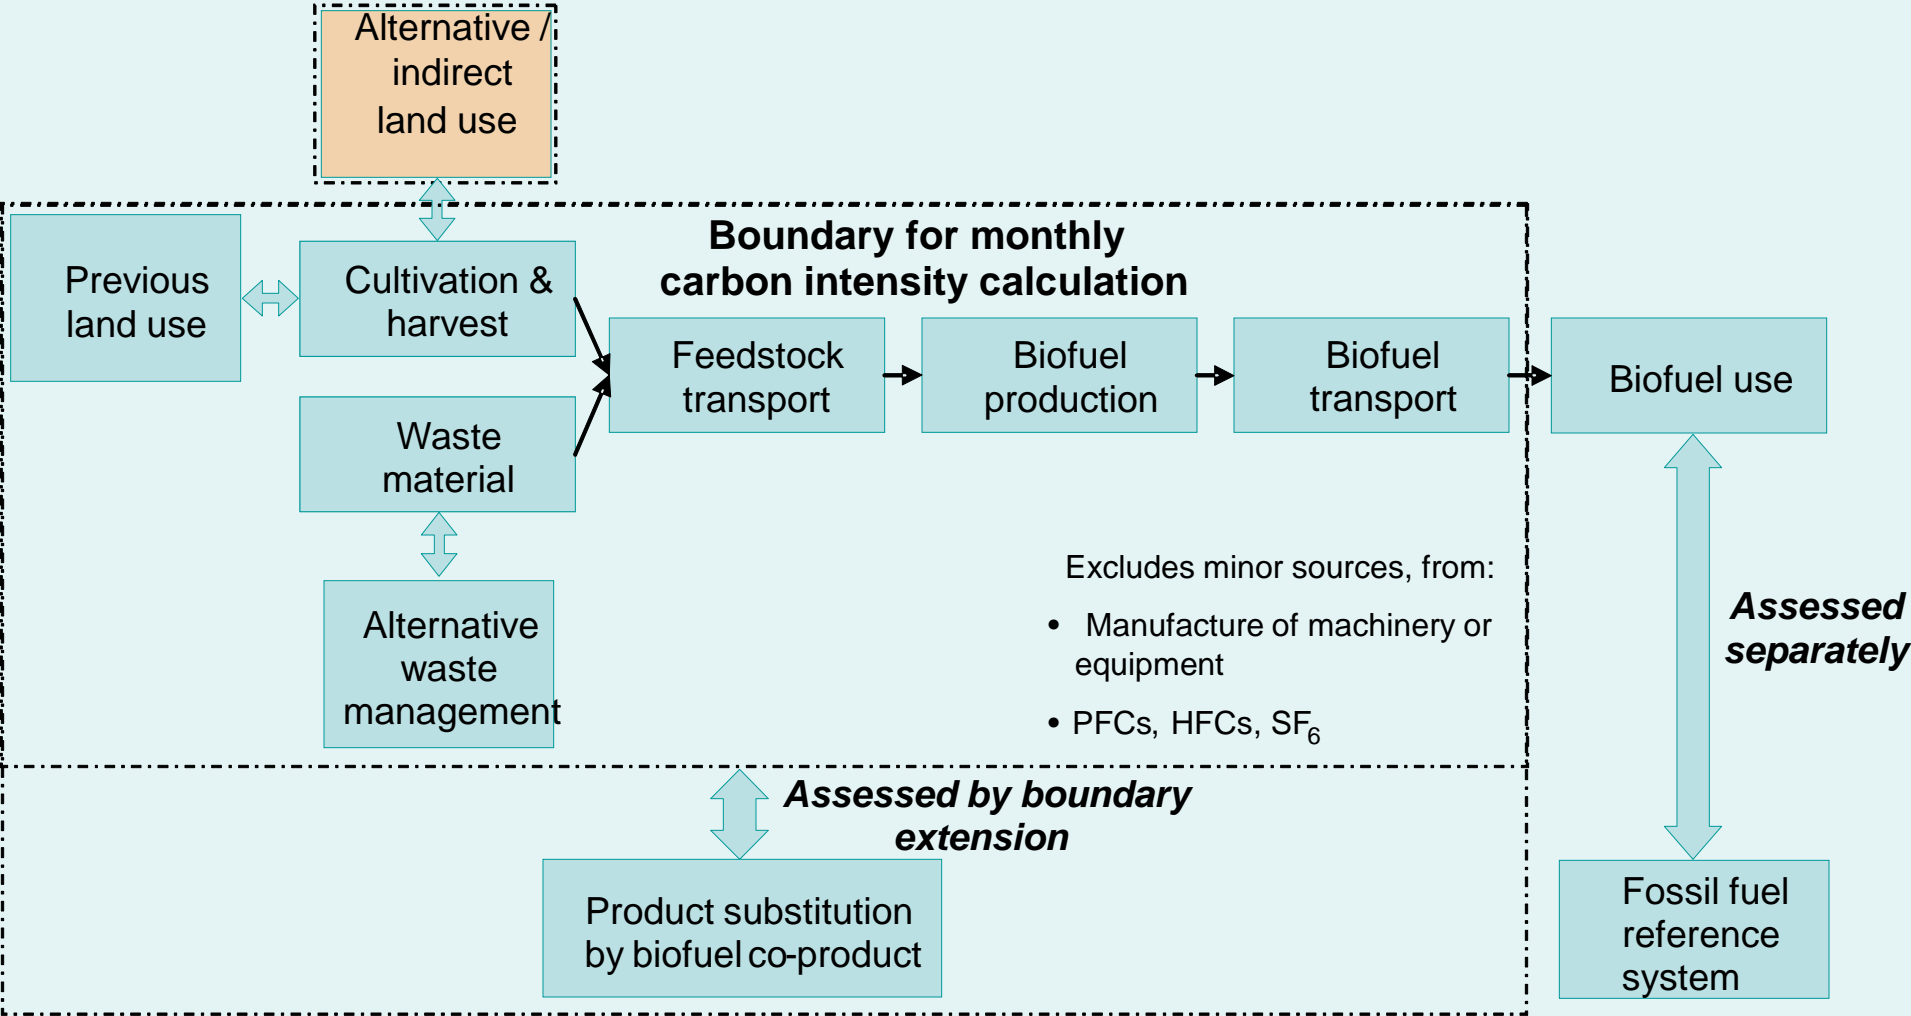 Alternative /
indirect
land use
Boundary for monthly
carbon intensity calculation
Previous
land use
Cultivation &
harvest
Feedstock
transport
Biofuel
production
Biofuel
transport
Biofuel use
Waste
material
Alternative
waste
management
Excludes minor sources, from:
• Manufacture of machinery or
equipment
• PFCs, HFCs, SF6
Assessed
separately
Assessed by boundary
extension
Product substitution
by biofuel co-product
Fossil fuel
reference
system